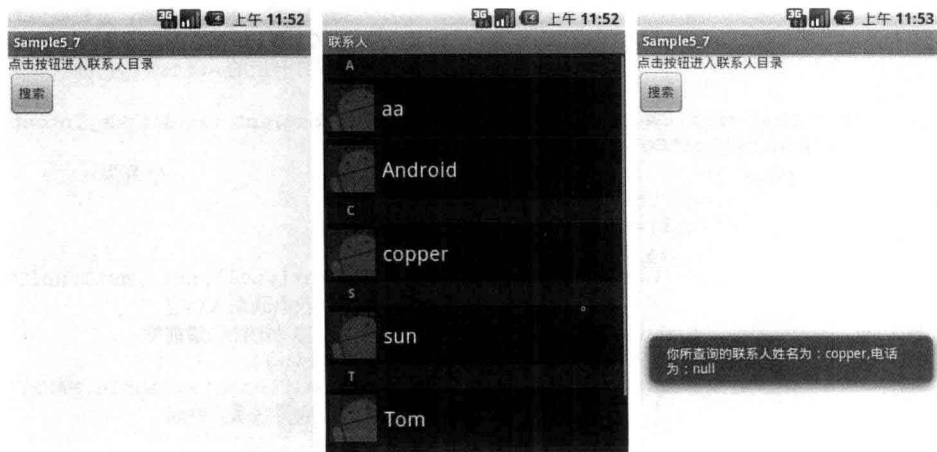 3G 上午 11:52
Sample5_7
点击按钮进入联系人目录
搜索
3G 上午 11:52
联系人
A
aa
Android
C
copper
S
sun
T
Tom
3G 上午 11:53
Sample5_7
点击按钮进入联系人目录
搜索
你所查询的联系人姓名为：copper,电话
为：null